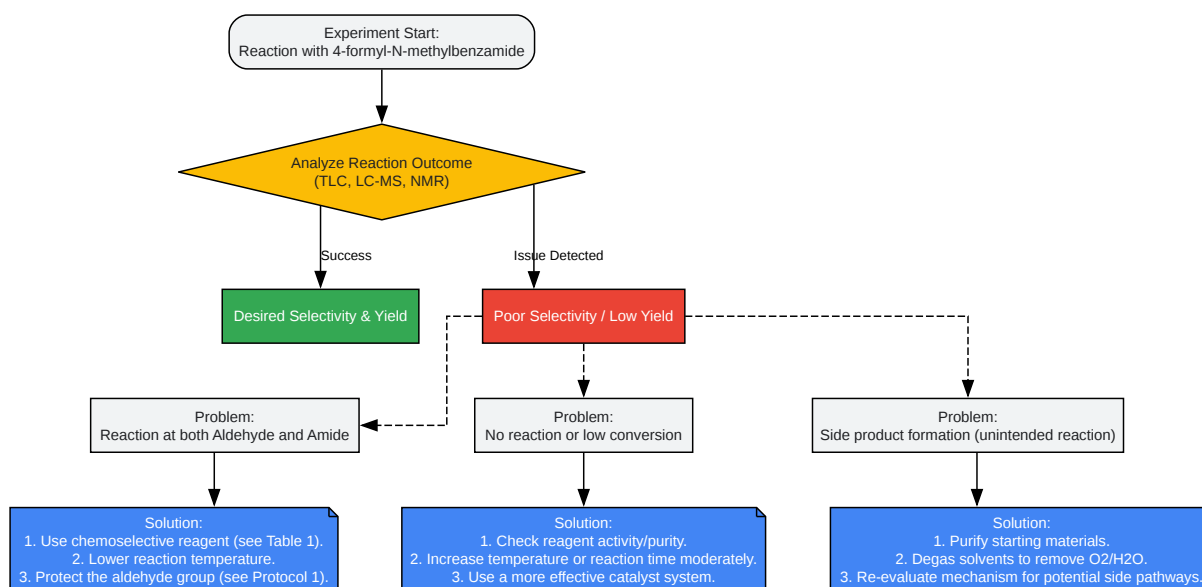 Experiment Start:
Reaction with 4-formyl-N-methylbenzamide
Analyze Reaction Outcome
(TLC, LC-MS, NMR)
Success
Issue Detected
Desired Selectivity & Yield
Poor Selectivity / Low Yield
Problem:
Reaction at both Aldehyde and Amide
Problem:
No reaction or low conversion
Problem:
Side product formation (unintended reaction)
Solution:
1. Use chemoselective reagent (see Table 1).
2. Lower reaction temperature.
3. Protect the aldehyde group (see Protocol 1).
Solution:
1. Check reagent activity/purity.
2. Increase temperature or reaction time moderately.
3. Use a more effective catalyst system.
Solution:
1. Purify starting materials.
2. Degas solvents to remove O2/H2O.
3. Re-evaluate mechanism for potential side pathways